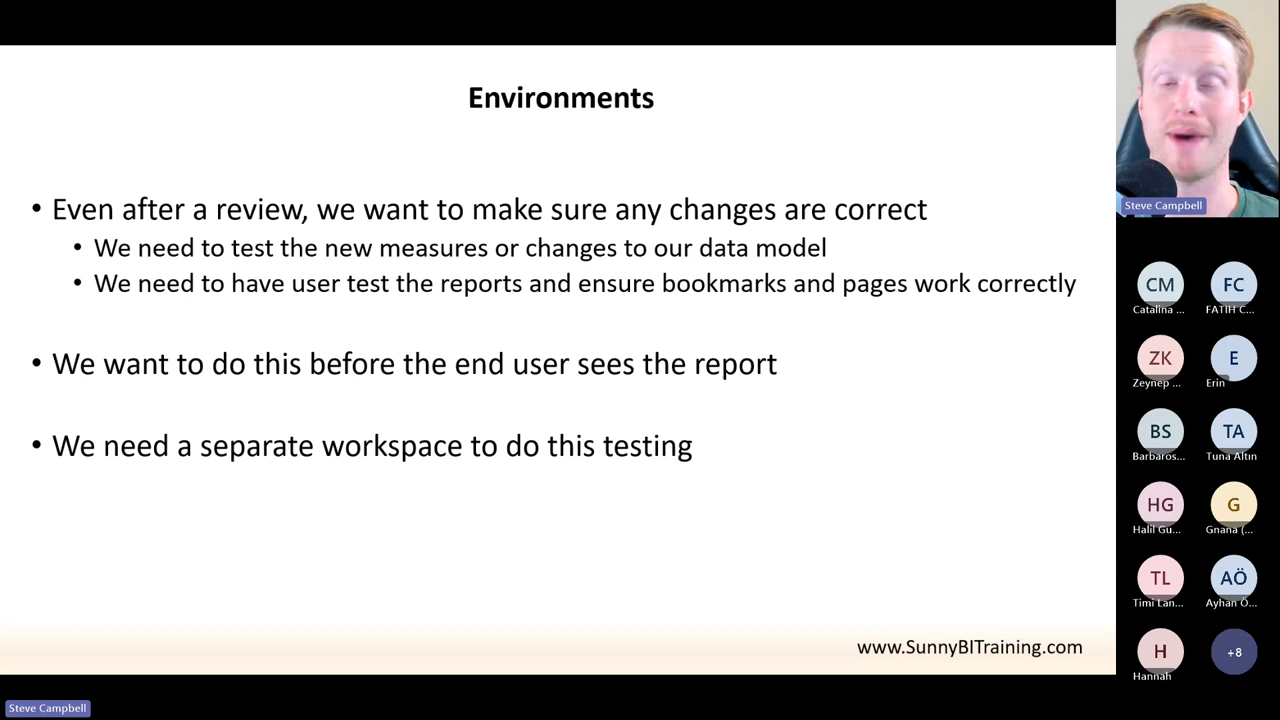 Environments
• Even after a review, we want to make sure any changes are correct
• We need to test the new measures or changes to our data model
• We need to have user test the reports and ensure bookmarks and pages work correctly
• We want to do this before the end user sees the report
• We need a separate workspace to do this testing
www.SunnyBITraining.com
Steve Campbell
CM FC
Catalina ... FATIH C...
ZK E
Zeynep ... Erin
BS TA
Barbaros... Tuna Altın
HG G
Halil Gu... Gnana (...
TL AÖ
Timi Lan... Ayhan Ö...
H +8
Hannah
Steve Campbell